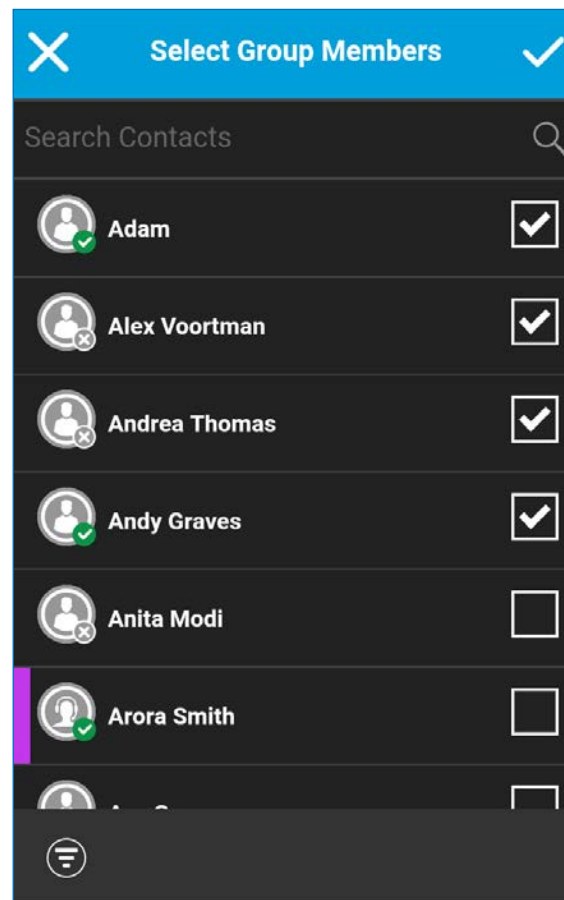 Select Group Members
Search Contacts
Adam
Alex Voortman
Andrea Thomas
Andy Graves
Anita Modi
Arora Smith